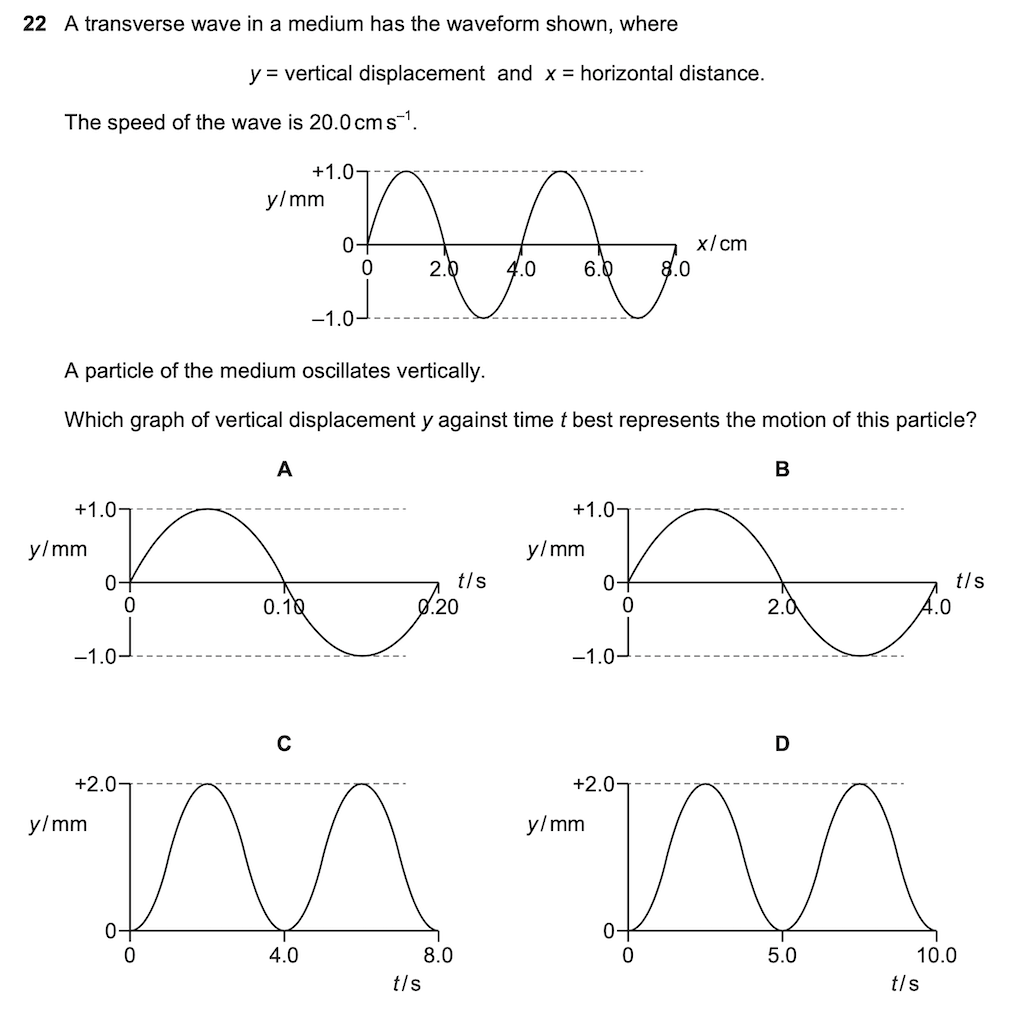 22 A transverse wave in a medium has the waveform shown, where
y = vertical displacement and x = horizontal distance.
The speed of the wave is 20.0 cm s⁻¹.
+1.0
y/mm
0
x/cm
0 2.0 4.0 6.0 8.0
–1.0
A particle of the medium oscillates vertically.
Which graph of vertical displacement y against time t best represents the motion of this particle?
A
+1.0
y/mm
0
t/s
0 0.10 0.20
–1.0
B
+1.0
y/mm
0
t/s
0 2.0 4.0
–1.0
C
+2.0
y/mm
0
0 4.0 8.0
t/s
D
+2.0
y/mm
0
0 5.0 10.0
t/s